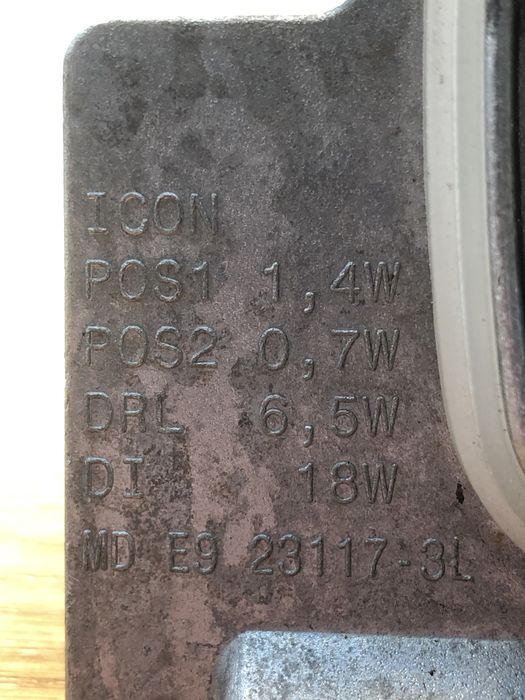 ICON
POS1 1,4W
POS2 0,7W
DRL 6,5W
DI 18W
MD E9 23117-3L